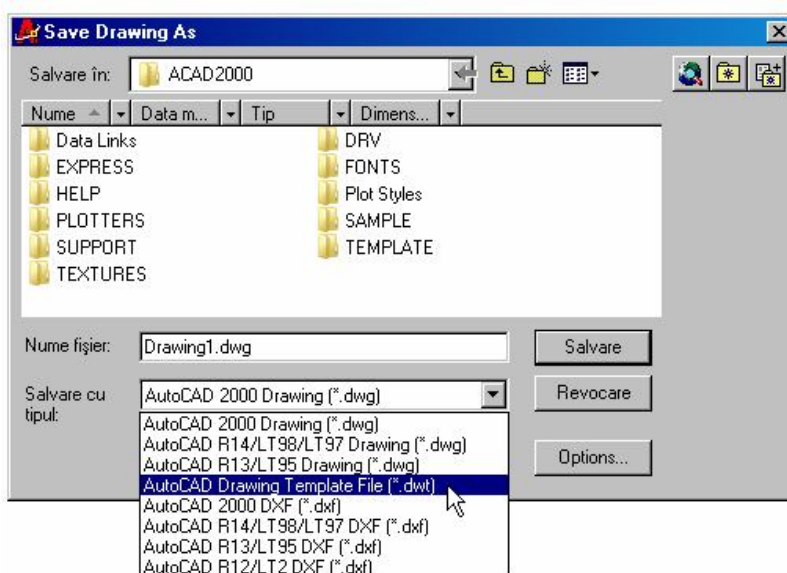 Save Drawing As
Salvare în: ACAD2000
Nume Data m... Tip Dimens...
Data Links DRV
EXPRESS FONTS
HELP Plot Styles
PLOTTERS SAMPLE
SUPPORT TEMPLATE
TEXTURES
Nume fişier: Drawing1.dwg Salvare
Salvare cu tipul: AutoCAD 2000 Drawing (*.dwg) Revocare
AutoCAD 2000 Drawing (*.dwg)
AutoCAD R14/LT98/LT97 Drawing (*.dwg)
AutoCAD R13/LT95 Drawing (*.dwg)
Options...
AutoCAD Drawing Template File (*.dwt)
AutoCAD 2000 DXF (*.dxf)
AutoCAD R14/LT98/LT97 DXF (*.dxf)
AutoCAD R13/LT95 DXF (*.dxf)
AutoCAD R12/LT2 DXF (*.dxf)